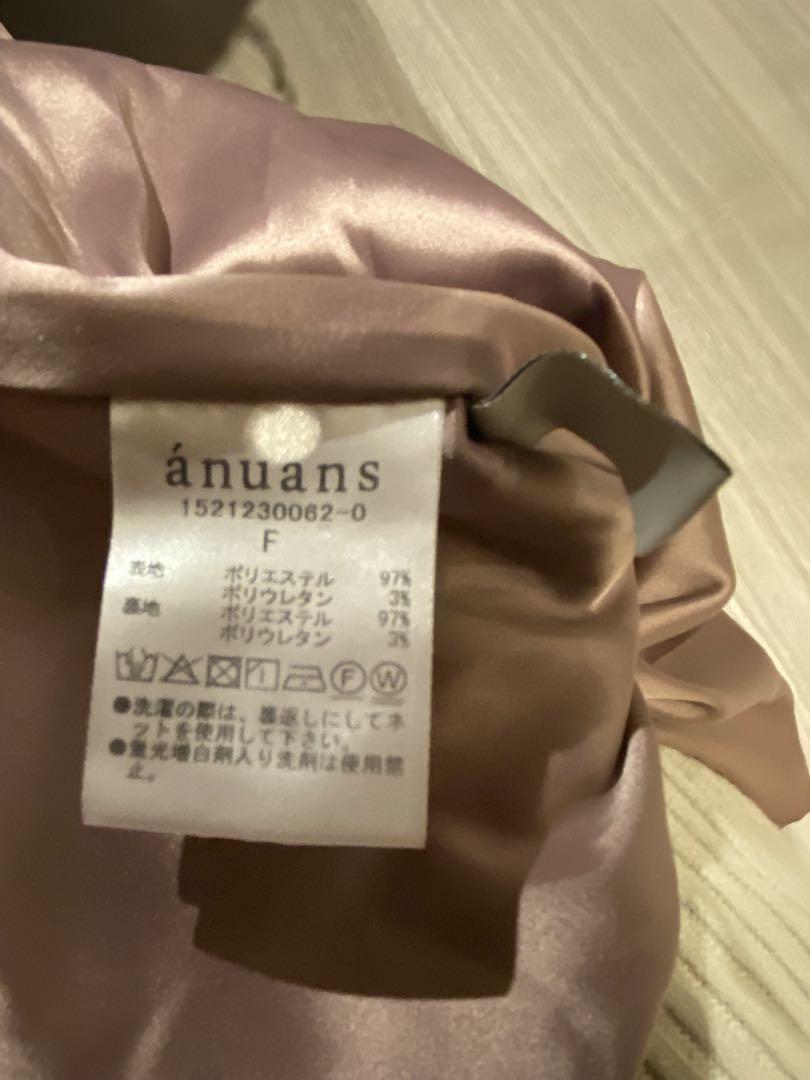 ánuans
1521230062-0
F
表地 ポリエステル 97%
ポリウレタン 3%
裏地 ポリエステル 97%
ポリウレタン 3%
F W
●洗濯の際は、裏返しにしてネ
ットを使用して下さい。
●蛍光増白剤入り洗剤は使用禁
止。